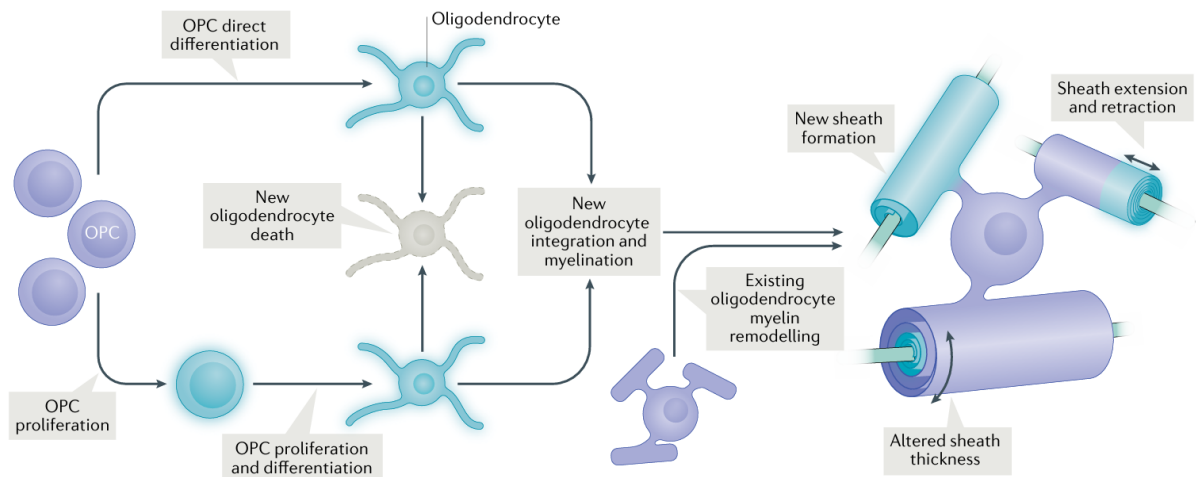 OPC direct
differentiation
Oligodendrocyte
OPC
New
oligodendrocyte
death
New
oligodendrocyte
integration and
myelination
OPC
proliferation
OPC proliferation
and differentiation
Existing
oligodendrocyte
myelin
remodelling
New sheath
formation
Sheath extension
and retraction
Altered sheath
thickness